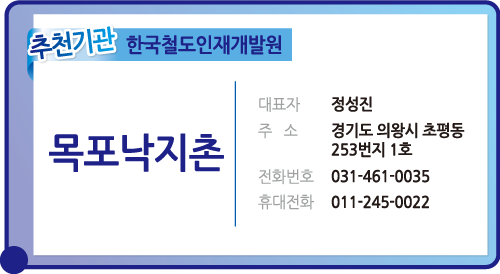 추천기관 한국철도인재개발원
목포낙지촌
대표자 정성진
주 소 경기도 의왕시 초평동
253번지 1호
전화번호 031-461-0035
휴대전화 011-245-0022